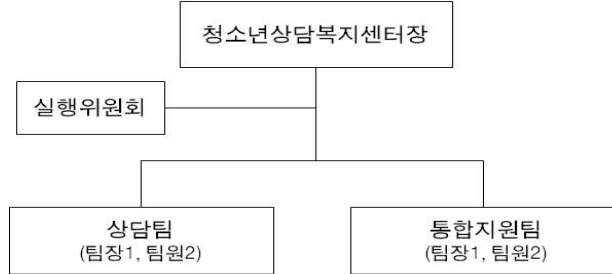 청소년상담복지센터장
실행위원회
상담팀
(팀장1, 팀원2)
통합지원팀
(팀장1, 팀원2)